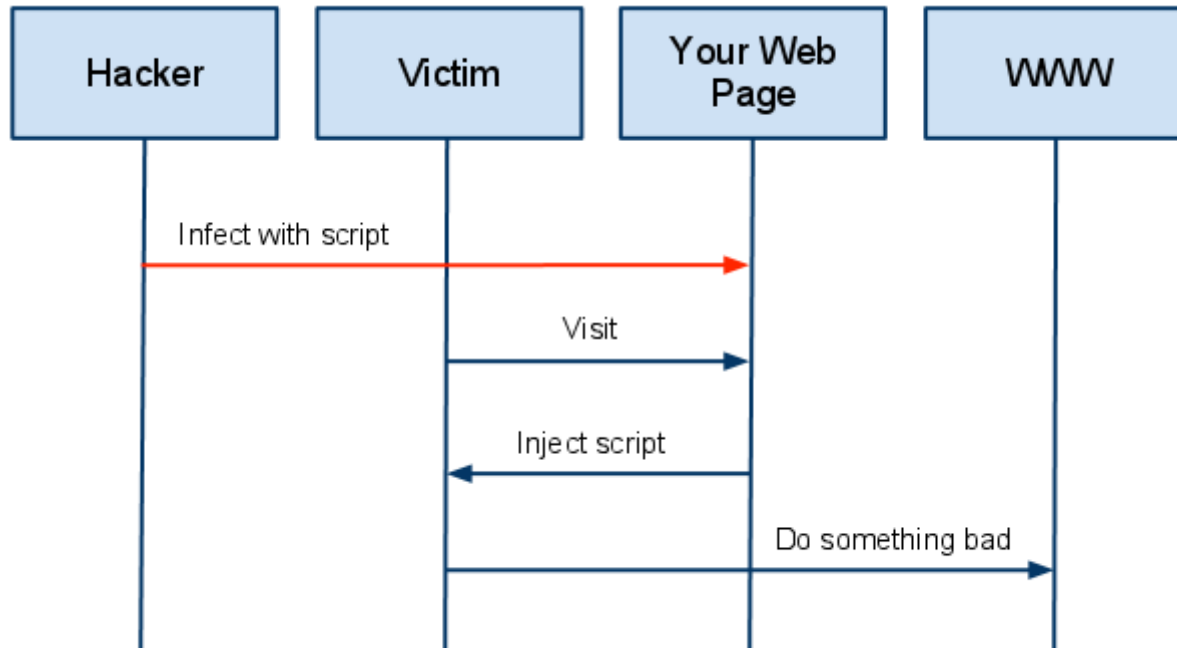 Hacker
Victim
Your Web
Page
WWW
Infect with script
Visit
Inject script
Do something bad